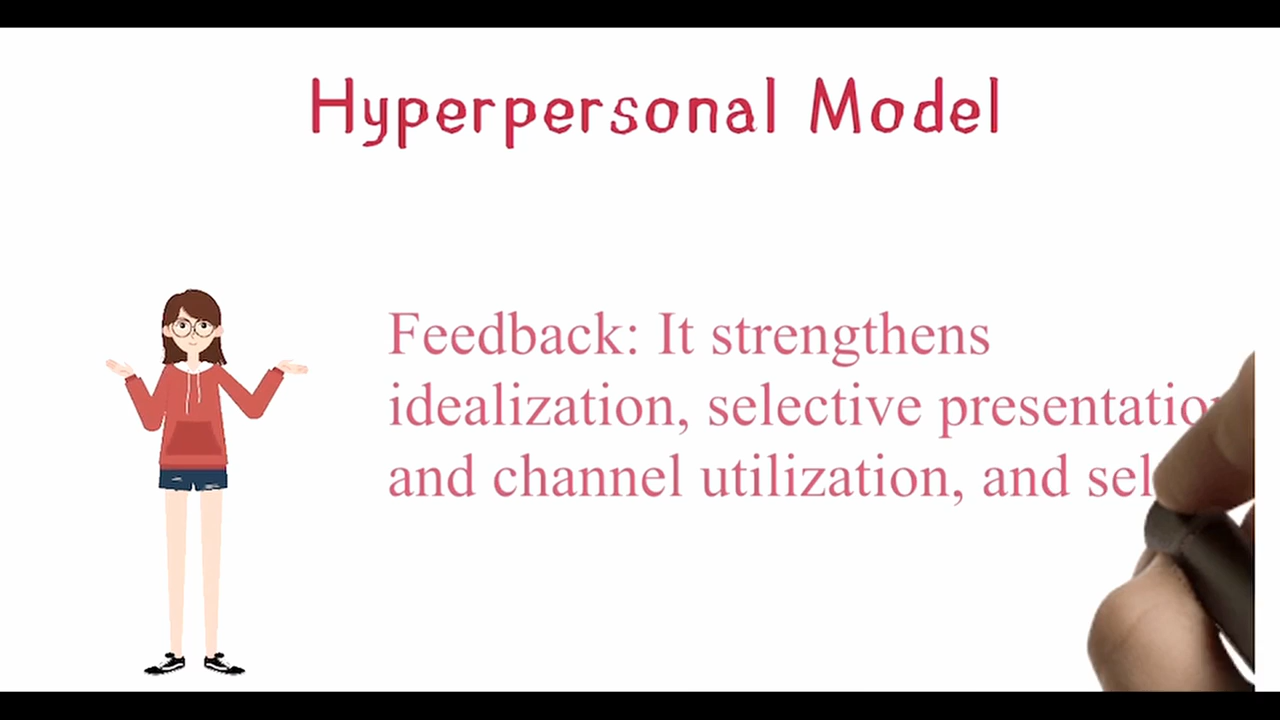 Hyperpersonal Model
Feedback: It strengthens
idealization, selective presentation
and channel utilization, and sel